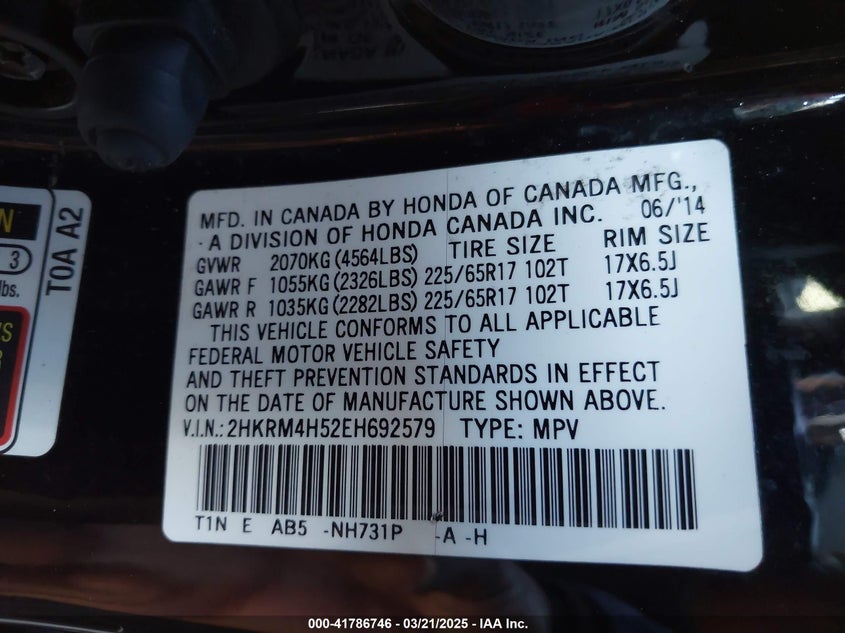 N
3
lbs.
TOA A2
MFD. IN CANADA BY HONDA OF CANADA MFG.,
-A DIVISION OF HONDA CANADA INC. 06/'14
GVWR 2070KG (4564LBS) TIRE SIZE RIM SIZE
GAWR F 1055KG (2326LBS) 225/65R17 102T 17X6.5J
GAWR R 1035KG (2282LBS) 225/65R17 102T 17X6.5J
THIS VEHICLE CONFORMS TO ALL APPLICABLE
FEDERAL MOTOR VEHICLE SAFETY
AND THEFT PREVENTION STANDARDS IN EFFECT
ON THE DATE OF MANUFACTURE SHOWN ABOVE.
V.I.N.: 2HKRM4H52EH692579 TYPE: MPV
T1N E AB5 -NH731P -A -H
000-41786746 - 03/21/2025 - IAA Inc.